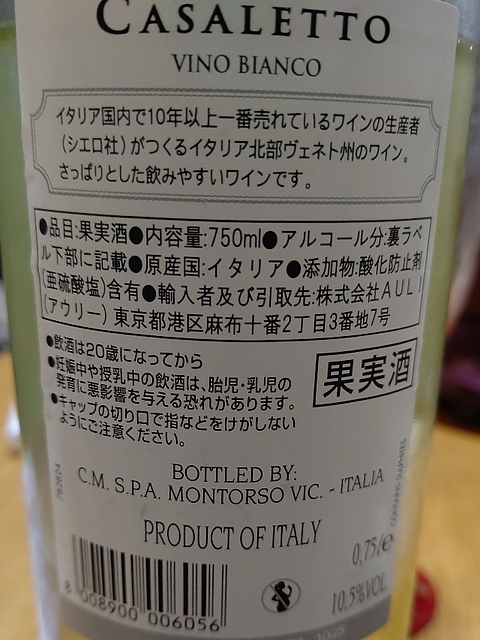 CASALETTO
VINO BIANCO
イタリア国内で10年以上一番売れているワインの生産者
(シエロ社)がつくるイタリア北部ヴェネト州のワイン。
さっぱりとした飲みやすいワインです。
●品目:果実酒●内容量:750ml●アルコール分:裏ラベ
ル下部に記載●原産国:イタリア●添加物:酸化防止剤
(亜硫酸塩)含有●輸入者及び引取先:株式会社AULI
(アウリー) 東京都港区麻布十番2丁目3番地7号
●飲酒は20歳になってから
●妊娠中や授乳中の飲酒は、胎児・乳児の
発育に悪影響を与える恐れがあります。
●キャップの切り口で指などをけがしない
ようにご注意ください。
果実酒
BOTTLED BY:
C.M. S.P.A. MONTORSO VIC. - ITALIA
PRODUCT OF ITALY
CONTAINS SULPHITES
0,75ℓe
10,5%VOL
8 008900 006056